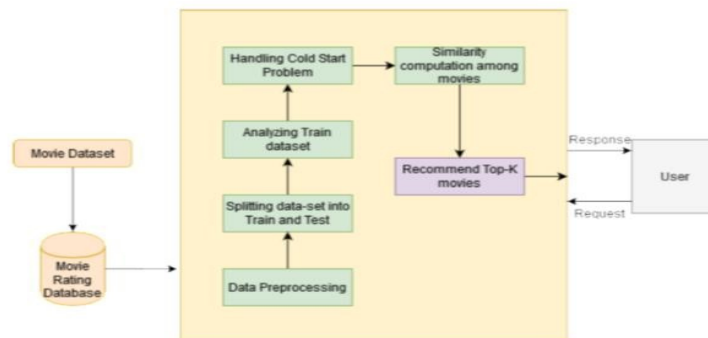 Movie Dataset
Movie
Rating
Database
Data Preprocessing
Splitting data-set into
Train and Test
Analyzing Train
dataset
Handling Cold Start
Problem
Similarity
computation among
movies
Recommend Top-K
movies
Response
Request
User